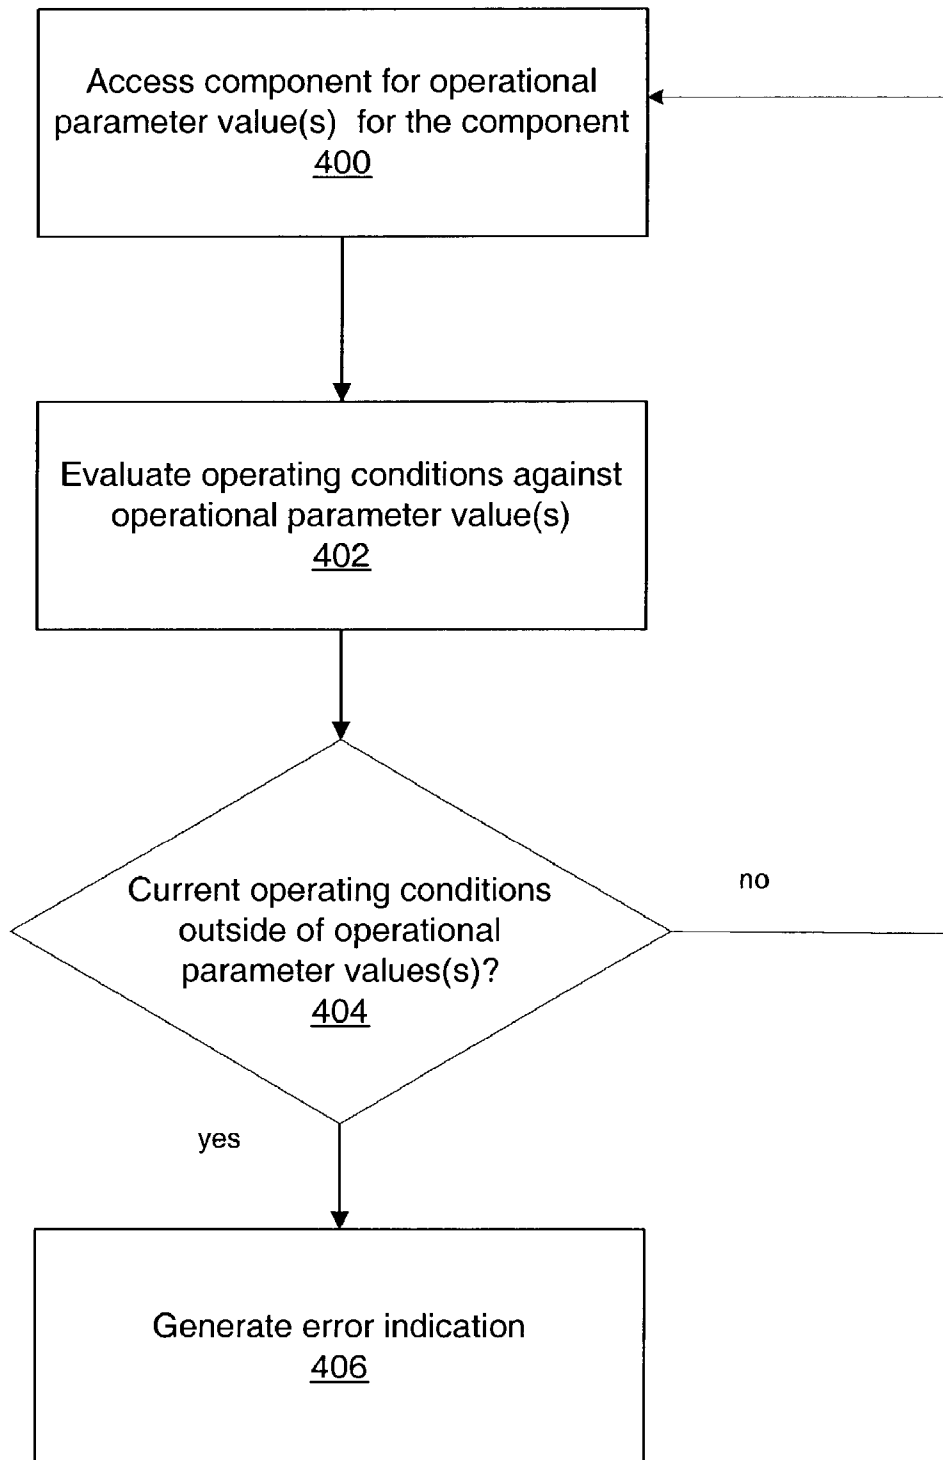 Access component for operational
parameter value(s) for the component
400
Evaluate operating conditions against
operational parameter value(s)
402
Current operating conditions
outside of operational
parameter values(s)?
404
no
yes
Generate error indication
406